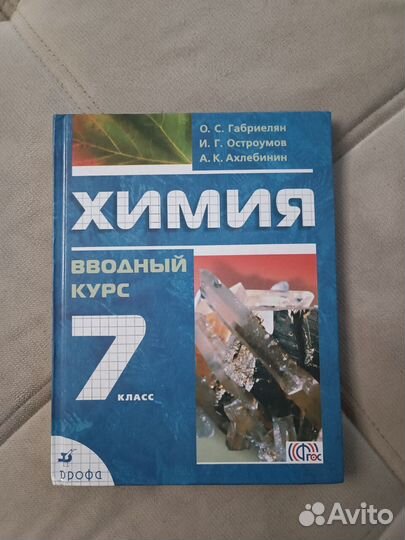 О. С. Габриелян
И. Г. Остроумов
А. К. Ахлебинин
ХИМИЯ
ВВОДНЫЙ
КУРС
7
КЛАСС
ФГОС
дрофа
Avito